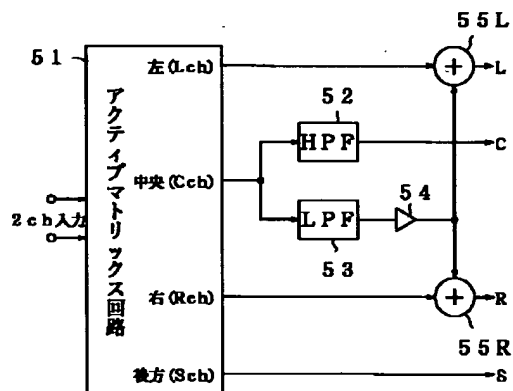 55L
51
左(Lch)
L
52
HPF
C
中央(Cch)
54
2ch入力
アクティブマトリックス回路
LPF
53
右(Rch)
R
55R
後方(Sch)
S